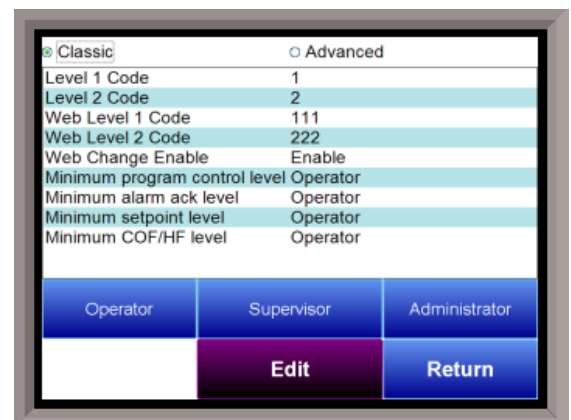 Classic Advanced
Level 1 Code 1
Level 2 Code 2
Web Level 1 Code 111
Web Level 2 Code 222
Web Change Enable Enable
Minimum program control level Operator
Minimum alarm ack level Operator
Minimum setpoint level Operator
Minimum COF/HF level Operator
Operator Supervisor Administrator
Edit Return